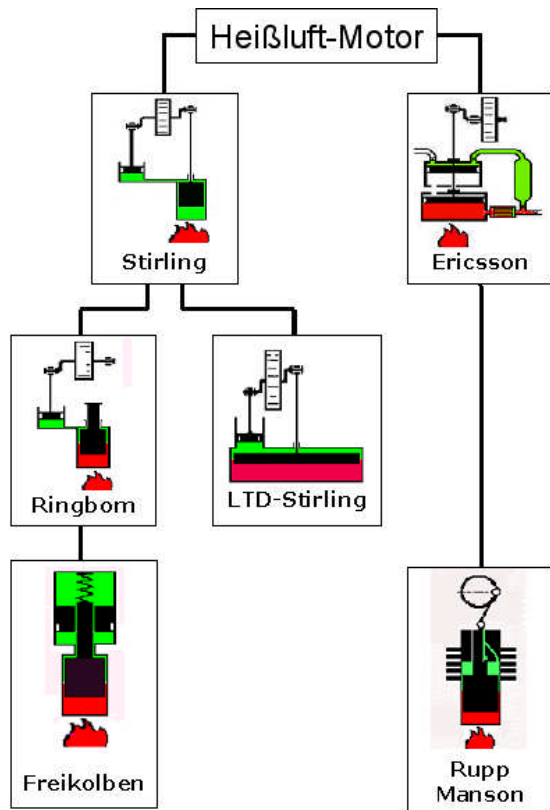 Heißluft-Motor
Stirling
Ericsson
Ringbom
LTD-Stirling
Freikolben
Rupp
Manson